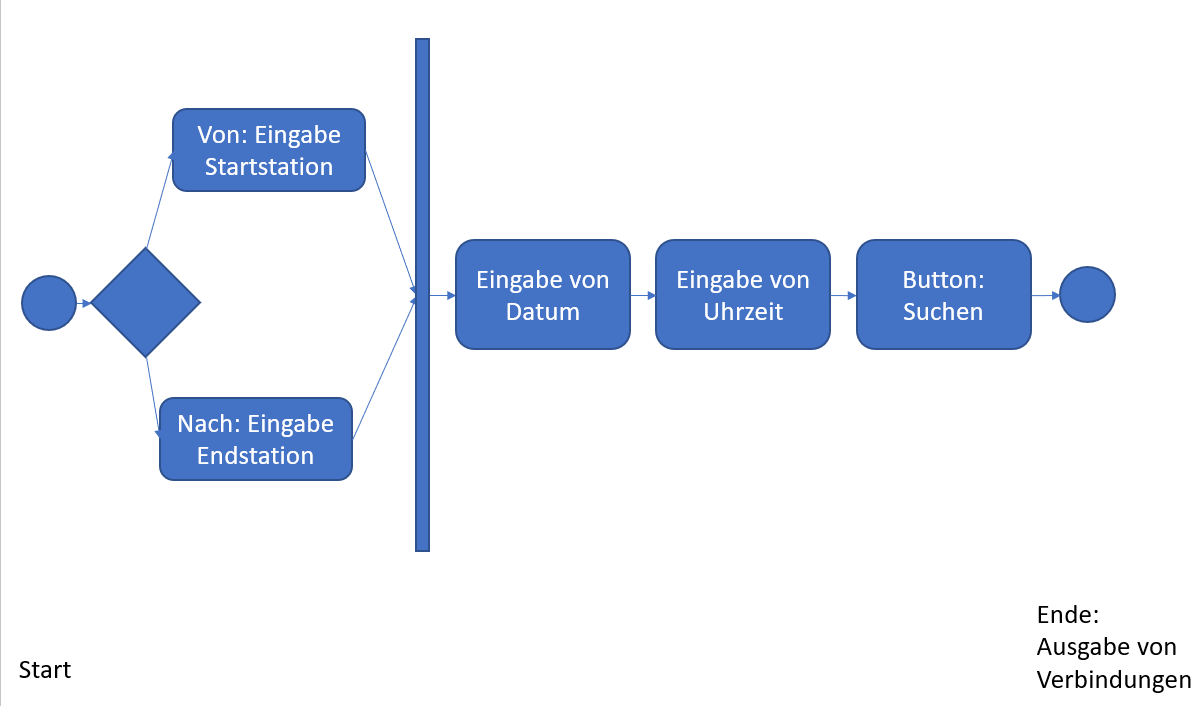 Von: Eingabe
Startstation
Nach: Eingabe
Endstation
Eingabe von
Datum
Eingabe von
Uhrzeit
Button:
Suchen
Start
Ende:
Ausgabe von
Verbindungen